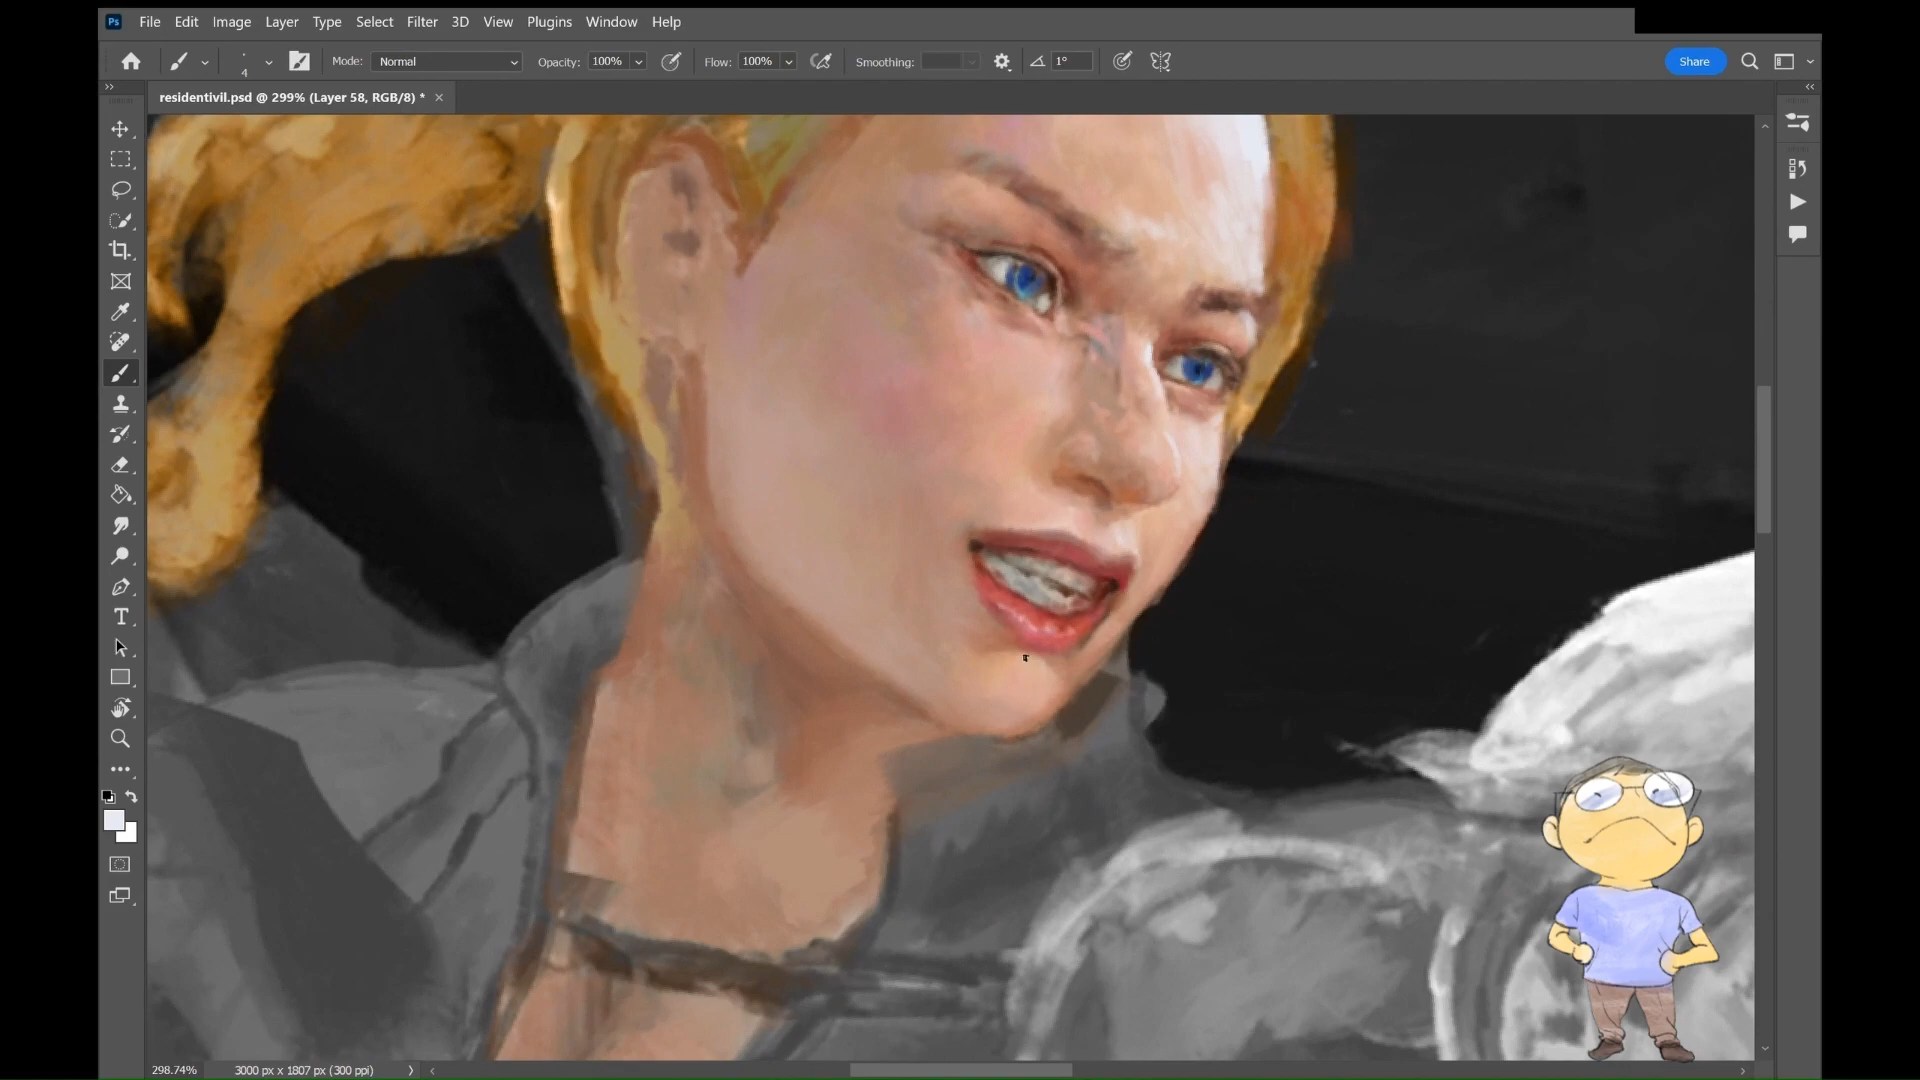 Ps File Edit Image Layer Type Select Filter 3D View Plugins Window Help
4 Mode: Normal Opacity: 100% Flow: 100% Smoothing: 1° Share
residentivil.psd @ 299% (Layer 58, RGB/8) *
298.74% 3000 px x 1807 px (300 ppi)